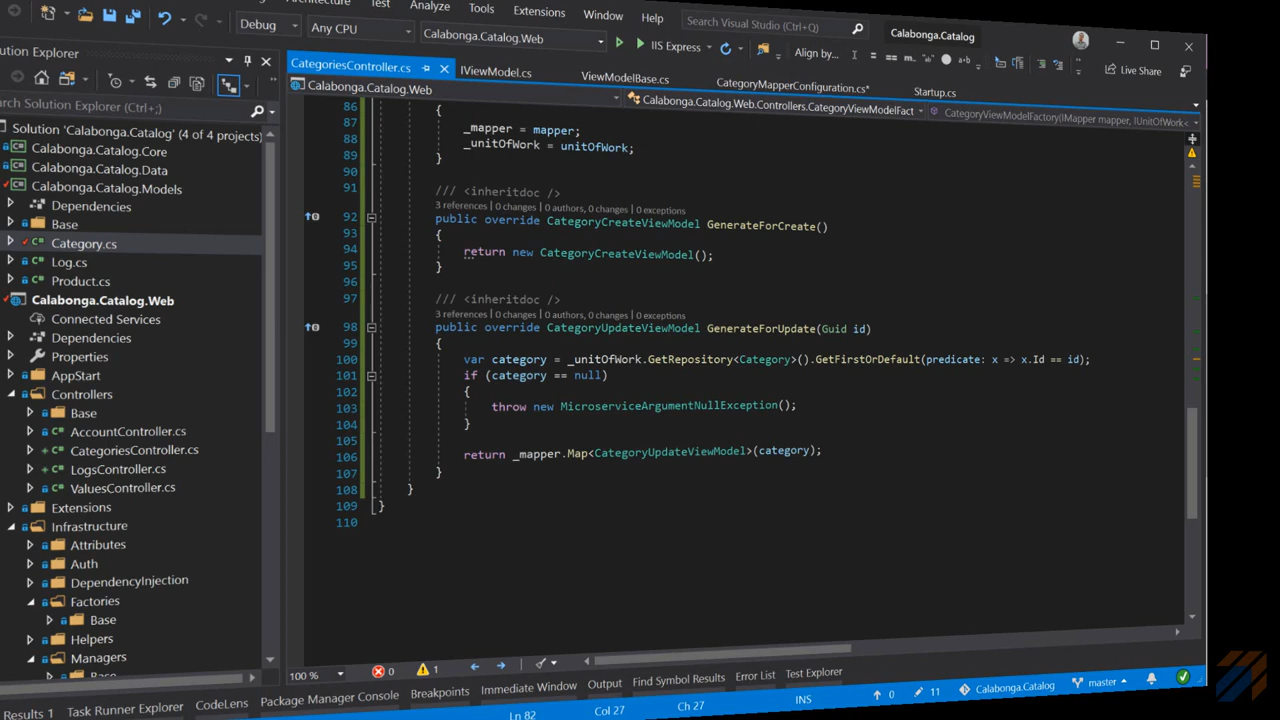 Architecture Test Analyze Tools Extensions Window Help Search Visual Studio (Ctrl+Q) Calabonga.Catalog
Debug Any CPU Calabonga.Catalog.Web IIS Express Align by... Live Share
Solution Explorer
CategoriesController.cs IViewModel.cs ViewModelBase.cs CategoryMapperConfiguration.cs* Startup.cs
Calabonga.Catalog.Web Calabonga.Catalog.Web.Controllers.CategoryViewModelFact CategoryViewModelFactory(IMapper mapper, IUnitOfWork<
Search Solution Explorer (Ctrl+;)
Solution 'Calabonga.Catalog' (4 of 4 projects)
Calabonga.Catalog.Core
Calabonga.Catalog.Data
Calabonga.Catalog.Models
Dependencies
Base
Category.cs
Log.cs
Product.cs
Calabonga.Catalog.Web
Connected Services
Dependencies
Properties
AppStart
Controllers
Base
AccountController.cs
CategoriesController.cs
LogsController.cs
ValuesController.cs
Extensions
Infrastructure
Attributes
Auth
DependencyInjection
Factories
Base
Helpers
Managers
Base
86 {
87 _mapper = mapper;
88 _unitOfWork = unitOfWork;
89 }
90
91 /// <inheritdoc />
3 references | 0 changes | 0 authors, 0 changes | 0 exceptions
92 public override CategoryCreateViewModel GenerateForCreate()
93 {
94 return new CategoryCreateViewModel();
95 }
96
97 /// <inheritdoc />
3 references | 0 changes | 0 authors, 0 changes | 0 exceptions
98 public override CategoryUpdateViewModel GenerateForUpdate(Guid id)
99 {
100 var category = _unitOfWork.GetRepository<Category>().GetFirstOrDefault(predicate: x => x.Id == id);
101 if (category == null)
102 {
103 throw new MicroserviceArgumentNullException();
104 }
105
106 return _mapper.Map<CategoryUpdateViewModel>(category);
107 }
108 }
109 }
110
100 % 0 1
Results 1 Task Runner Explorer CodeLens Package Manager Console Breakpoints Immediate Window Output Find Symbol Results Error List Test Explorer
Ln 82 Col 27 Ch 27 INS 0 11 Calabonga.Catalog master